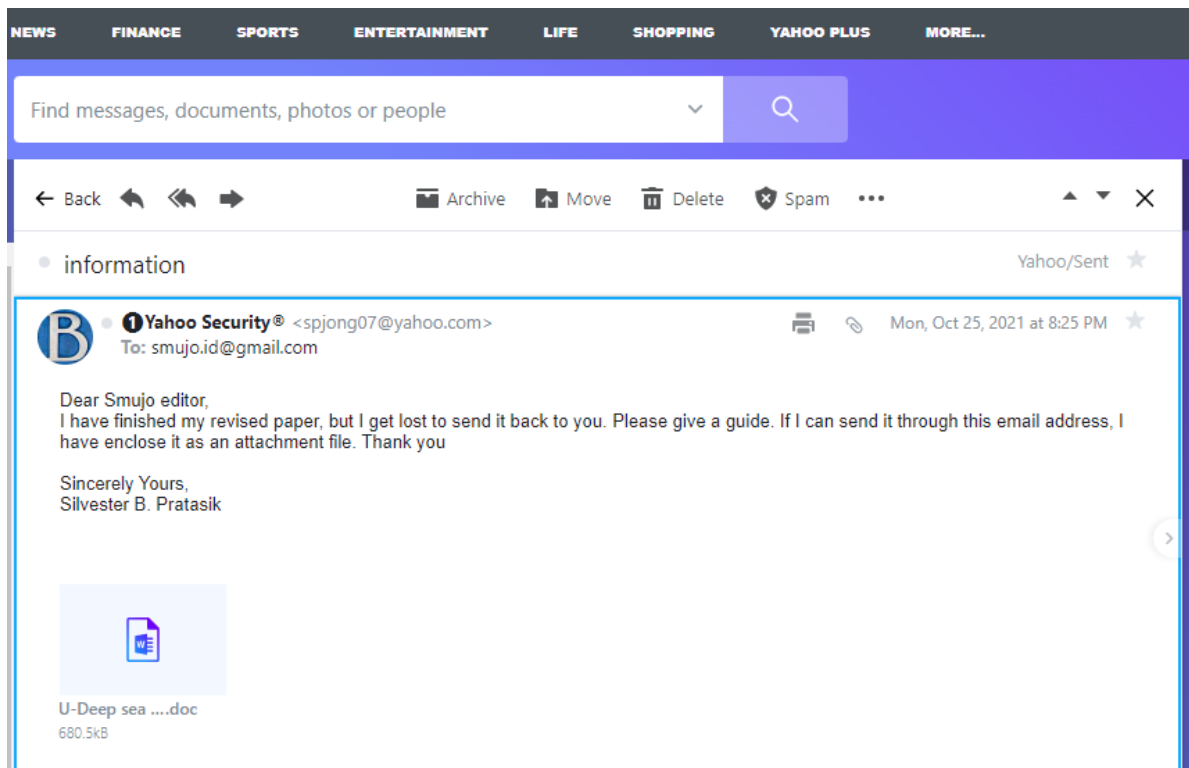 NEWS FINANCE SPORTS ENTERTAINMENT LIFE SHOPPING YAHOO PLUS MORE...
Find messages, documents, photos or people
Back Archive Move Delete Spam
information Yahoo/Sent
B ❶Yahoo Security® <spjong07@yahoo.com> Mon, Oct 25, 2021 at 8:25 PM
To: smujo.id@gmail.com
Dear Smujo editor,
I have finished my revised paper, but I get lost to send it back to you. Please give a guide. If I can send it through this email address, I
have enclose it as an attachment file. Thank you
Sincerely Yours,
Silvester B. Pratasik
W
U-Deep sea ....doc
680.5kB